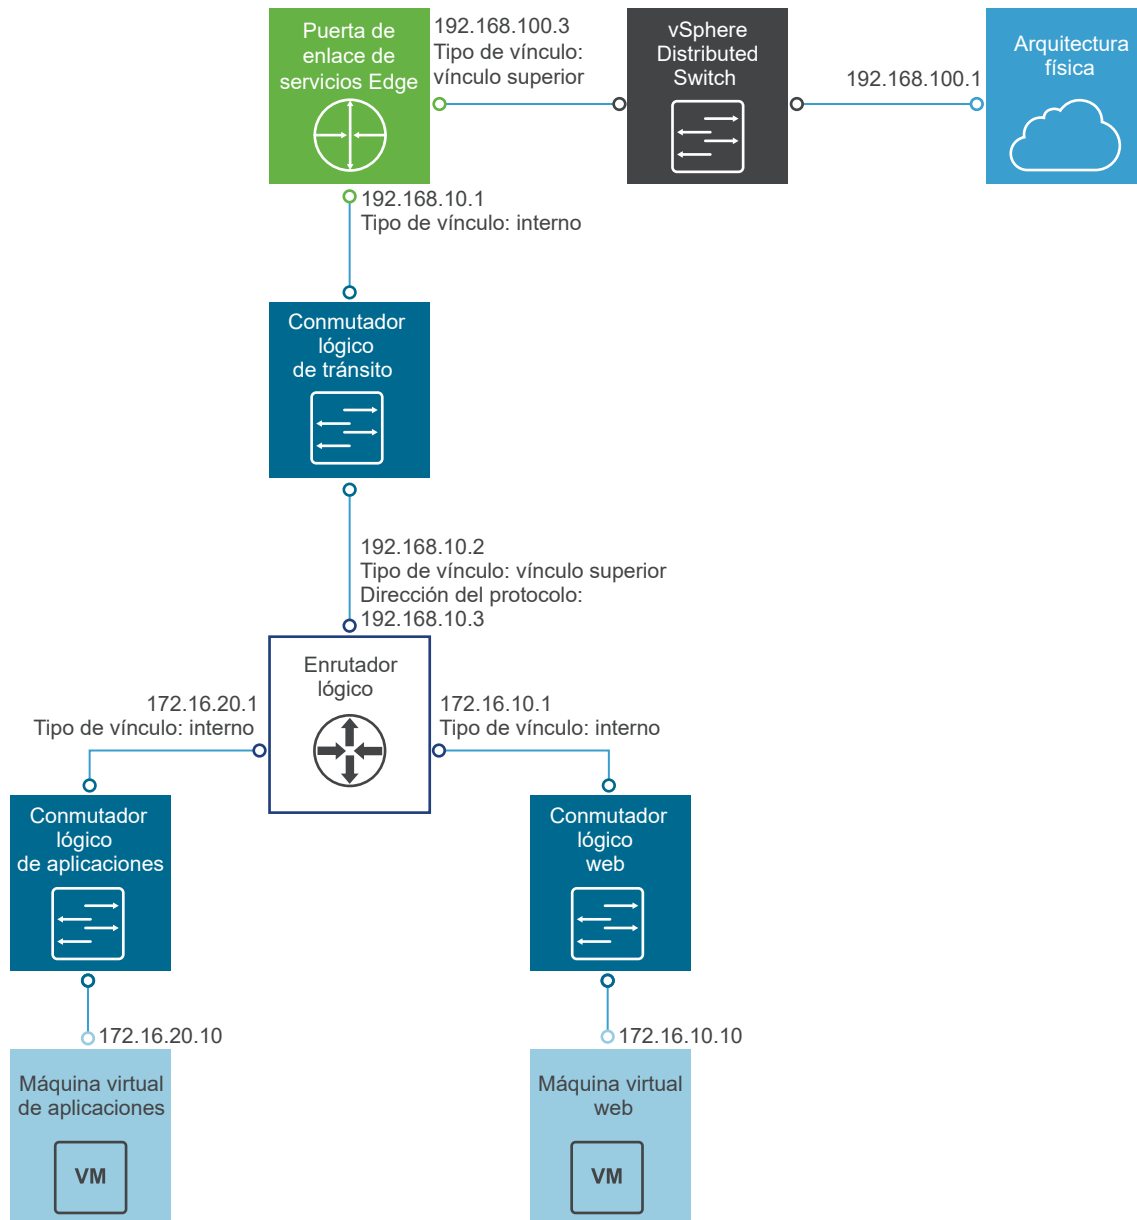 Puerta de
enlace de
servicios Edge
192.168.100.3
Tipo de vínculo:
vínculo superior
vSphere
Distributed
Switch
192.168.100.1
Arquitectura
física
192.168.10.1
Tipo de vínculo: interno
Conmutador
lógico
de tránsito
192.168.10.2
Tipo de vínculo: vínculo superior
Dirección del protocolo:
192.168.10.3
Enrutador
lógico
172.16.20.1
Tipo de vínculo: interno
172.16.10.1
Tipo de vínculo: interno
Conmutador
lógico
de aplicaciones
Conmutador
lógico
web
172.16.20.10
172.16.10.10
Máquina virtual
de aplicaciones
VM
Máquina virtual
web
VM